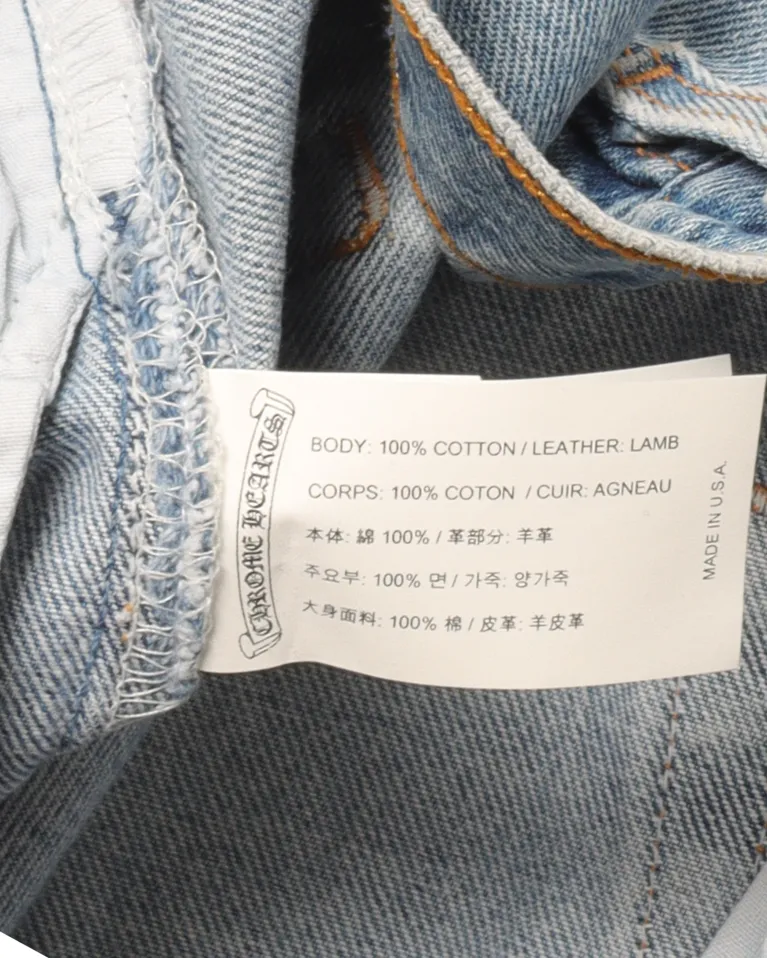 CHROME HEARTS
BODY: 100% COTTON / LEATHER: LAMB
CORPS: 100% COTON / CUIR: AGNEAU
本体: 綿 100% / 革部分: 羊革
주요부: 100% 면 / 가죽: 양가죽
大身面料: 100% 棉 / 皮革: 羊皮革
MADE IN U.S.A.